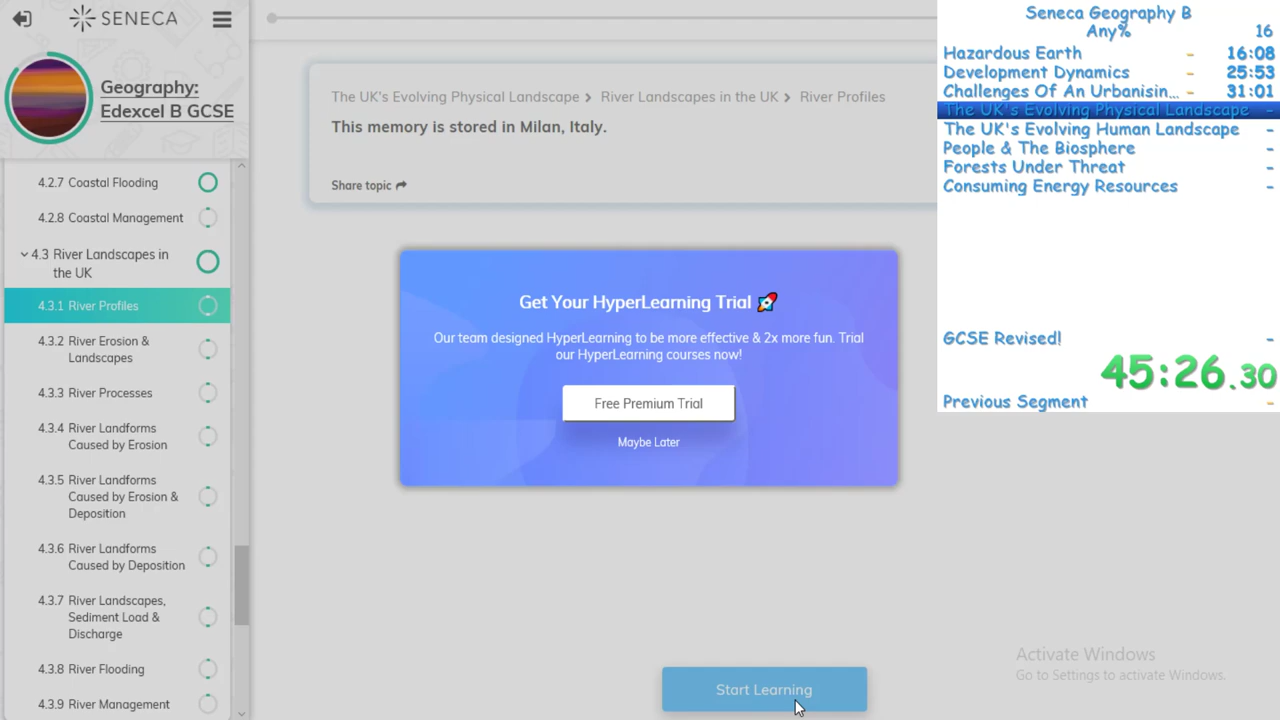 SENECA
Geography:
Edexcel B GCSE
4.2.7 Coastal Flooding
4.2.8 Coastal Management
4.3 River Landscapes in
the UK
4.3.1 River Profiles
4.3.2 River Erosion &
Landscapes
4.3.3 River Processes
4.3.4 River Landforms
Caused by Erosion
4.3.5 River Landforms
Caused by Erosion &
Deposition
4.3.6 River Landforms
Caused by Deposition
4.3.7 River Landscapes,
Sediment Load &
Discharge
4.3.8 River Flooding
4.3.9 River Management
The UK's Evolving Physical Landscape > River Landscapes in the UK > River Profiles
This memory is stored in Milan, Italy.
Share topic
Get Your HyperLearning Trial 🚀
Our team designed HyperLearning to be more effective & 2x more fun. Trial
our HyperLearning courses now!
Free Premium Trial
Maybe Later
Start Learning
Seneca Geography B
Any% 16
Hazardous Earth - 16:08
Development Dynamics - 25:53
Challenges Of An Urbanisin... - 31:01
The UK's Evolving Physical Landscape -
The UK's Evolving Human Landscape -
People & The Biosphere -
Forests Under Threat -
Consuming Energy Resources -
GCSE Revised! -
45:26.30
Previous Segment -
Activate Windows
Go to Settings to activate Windows.